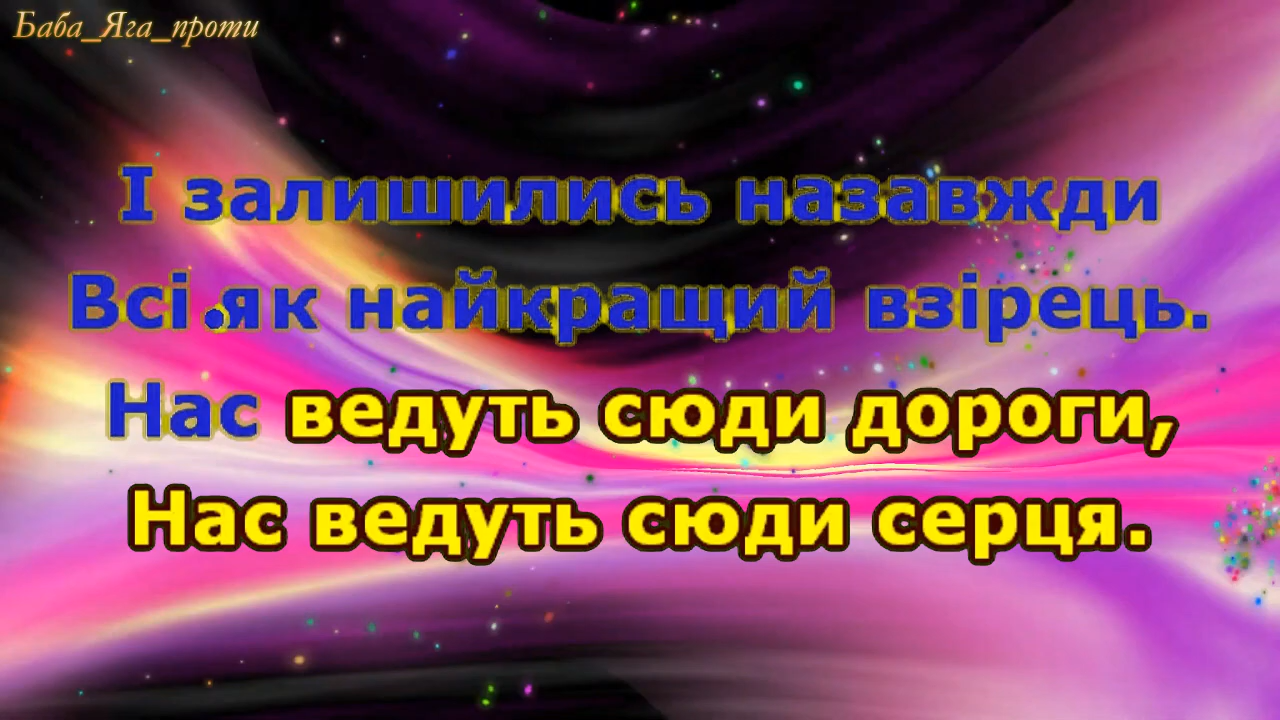 Баба_Яга_проти
І залишились назавжди
Всі як найкращий взірець.
Нас ведуть сюди дороги,
Нас ведуть сюди серця.